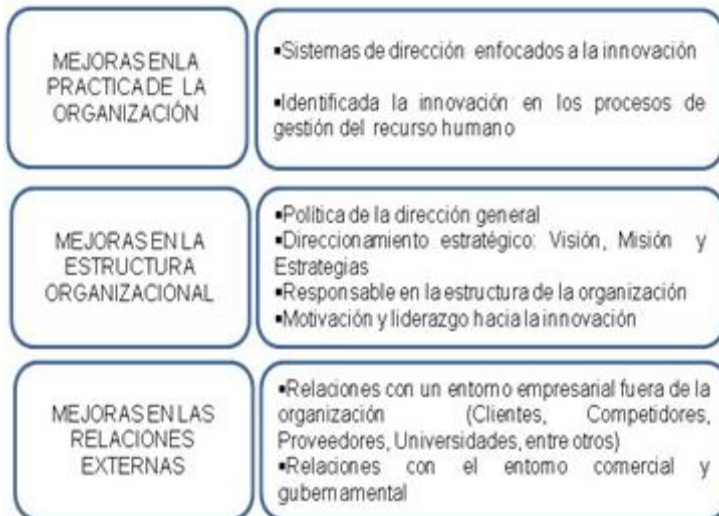 MEJORAS ENLA
PRACTICA DE LA
ORGANIZACIÓN
▪Sistemas de dirección enfocados a la innovación
▪Identificada la innovación en los procesos de
gestión del recurso humano
MEJORAS EN LA
ESTRUCTURA
ORGANIZACIONAL
▪Política de la dirección general
▪Direccionamiento estratégico: Visión, Misión y
Estrategias
▪Responsable en la estructura de la organización
▪Motivación y liderazgo hacia la innovación
MEJORAS EN LAS
RELACIONES
EXTERNAS
▪Relaciones con un entorno empresarial fuera de la
organización (Clientes, Competidores,
Proveedores, Universidades, entre otros)
▪Relaciones con el entorno comercial y
gubernamental